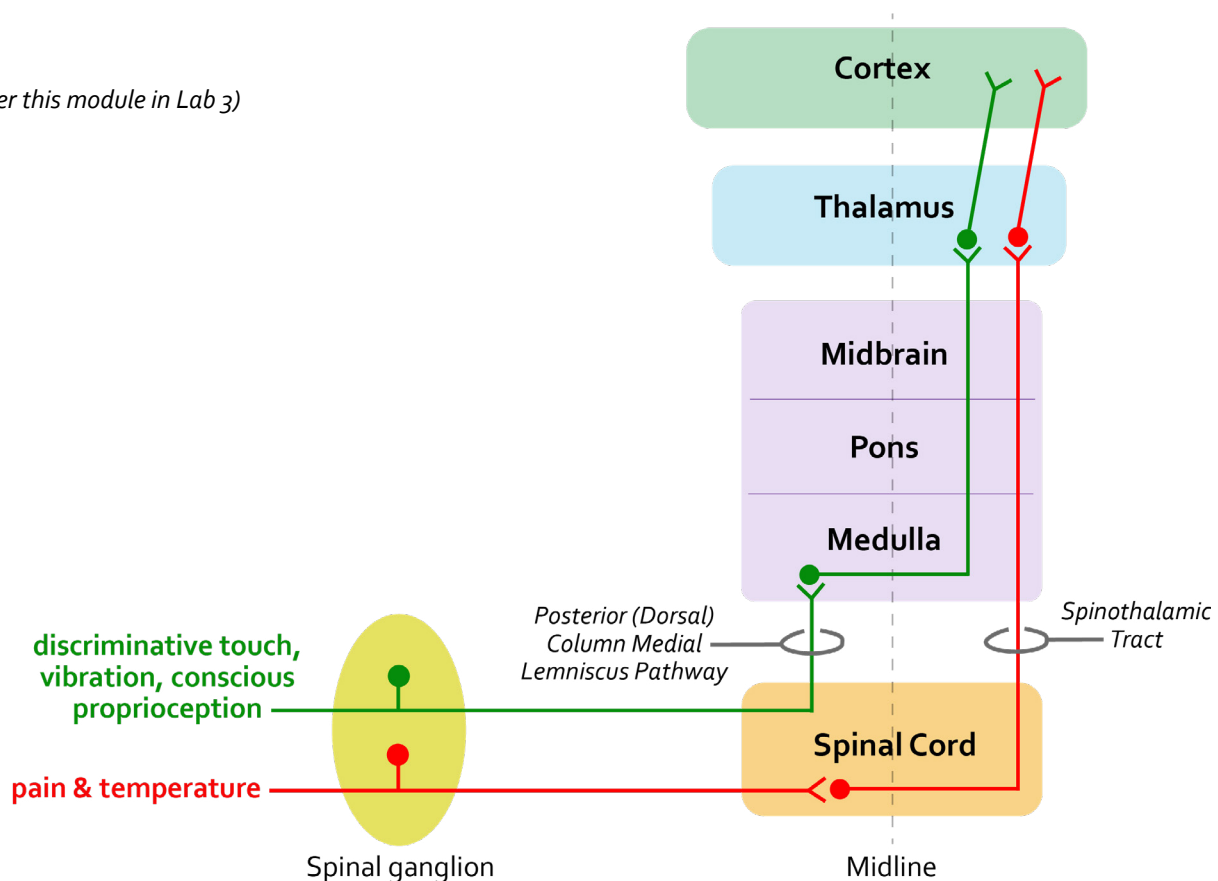 er this module in Lab 3)
Cortex
Thalamus
Midbrain
Pons
Medulla
Posterior (Dorsal)
Column Medial
Lemniscus Pathway
Spinothalamic
Tract
discriminative touch,
vibration, conscious
proprioception
Spinal Cord
pain & temperature
Spinal ganglion
Midline